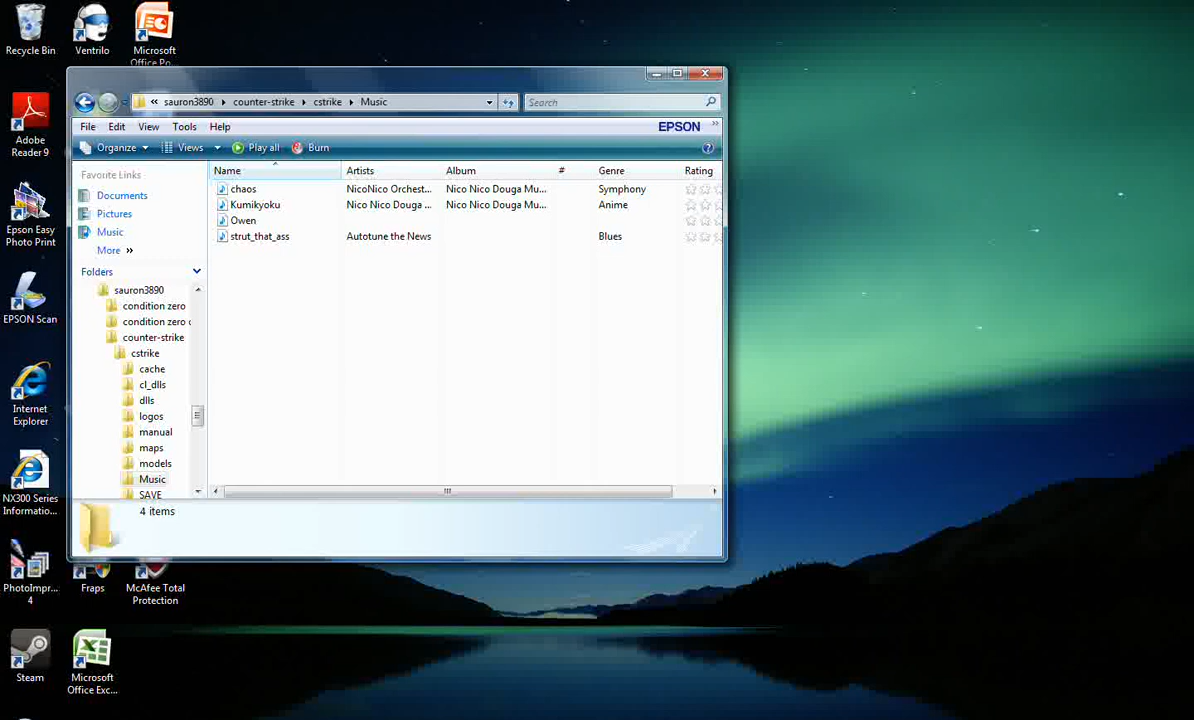 Recycle Bin
Ventrilo
Microsoft
Office Po...
Adobe
Reader 9
Epson Easy
Photo Print
EPSON Scan
Internet
Explorer
NX300 Series
Informatio...
PhotoImpr...
4
Fraps
McAfee Total
Protection
Steam
Microsoft
Office Exc...
« sauron3890 counter-strike cstrike Music
Search
File Edit View Tools Help
EPSON »
Organize Views Play all Burn
Favorite Links
Documents
Pictures
Music
More »
Folders
sauron3890
condition zero
condition zero
counter-strike
cstrike
cache
cl_dlls
dlls
logos
manual
maps
models
Music
SAVE
Name Artists Album # Genre Rating
chaos NicoNico Orchest... Nico Nico Douga Mu... Symphony
Kumikyoku Nico Nico Douga ... Nico Nico Douga Mu... Anime
Owen
strut_that_ass Autotune the News Blues
4 items